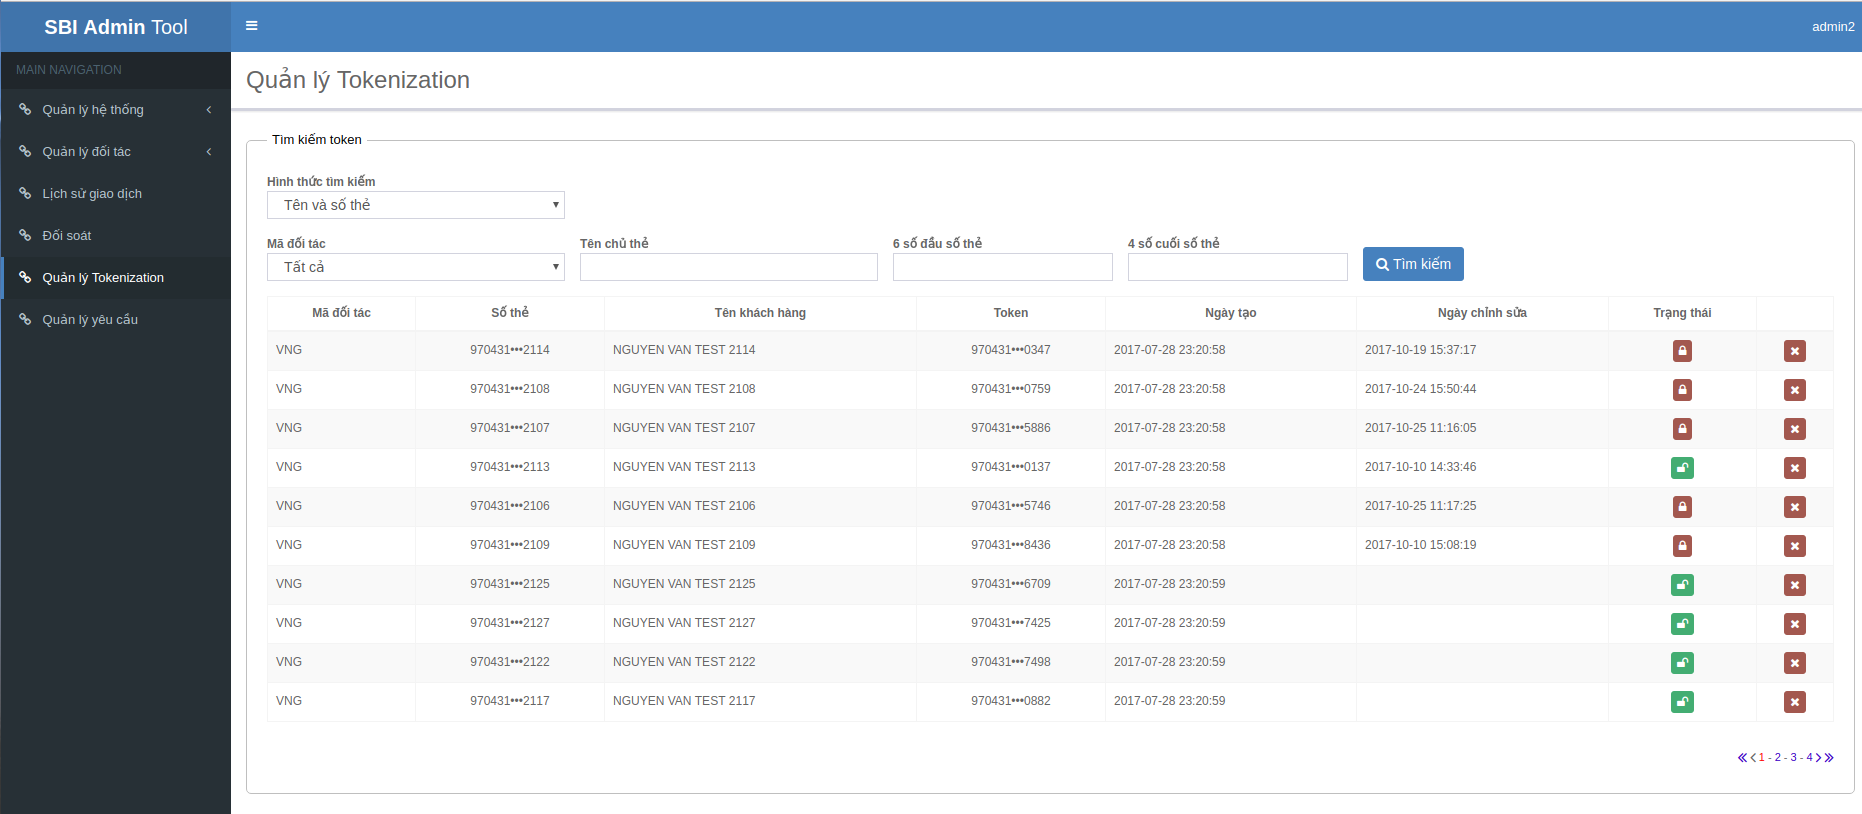 SBI Admin Tool
admin2
MAIN NAVIGATION
Quản lý hệ thống
Quản lý đối tác
Lịch sử giao dịch
Đối soát
Quản lý Tokenization
Quản lý yêu cầu
Quản lý Tokenization
Tìm kiếm token
Hình thức tìm kiếm
Tên và số thẻ
Mã đối tác Tên chủ thẻ 6 số đầu số thẻ 4 số cuối số thẻ
Tất cả Tìm kiếm
Mã đối tác Số thẻ Tên khách hàng Token Ngày tạo Ngày chỉnh sửa Trạng thái
VNG 970431•••2114 NGUYEN VAN TEST 2114 970431•••0347 2017-07-28 23:20:58 2017-10-19 15:37:17
VNG 970431•••2108 NGUYEN VAN TEST 2108 970431•••0759 2017-07-28 23:20:58 2017-10-24 15:50:44
VNG 970431•••2107 NGUYEN VAN TEST 2107 970431•••5886 2017-07-28 23:20:58 2017-10-25 11:16:05
VNG 970431•••2113 NGUYEN VAN TEST 2113 970431•••0137 2017-07-28 23:20:58 2017-10-10 14:33:46
VNG 970431•••2106 NGUYEN VAN TEST 2106 970431•••5746 2017-07-28 23:20:58 2017-10-25 11:17:25
VNG 970431•••2109 NGUYEN VAN TEST 2109 970431•••8436 2017-07-28 23:20:58 2017-10-10 15:08:19
VNG 970431•••2125 NGUYEN VAN TEST 2125 970431•••6709 2017-07-28 23:20:59
VNG 970431•••2127 NGUYEN VAN TEST 2127 970431•••7425 2017-07-28 23:20:59
VNG 970431•••2122 NGUYEN VAN TEST 2122 970431•••7498 2017-07-28 23:20:59
VNG 970431•••2117 NGUYEN VAN TEST 2117 970431•••0882 2017-07-28 23:20:59
1 - 2 - 3 - 4